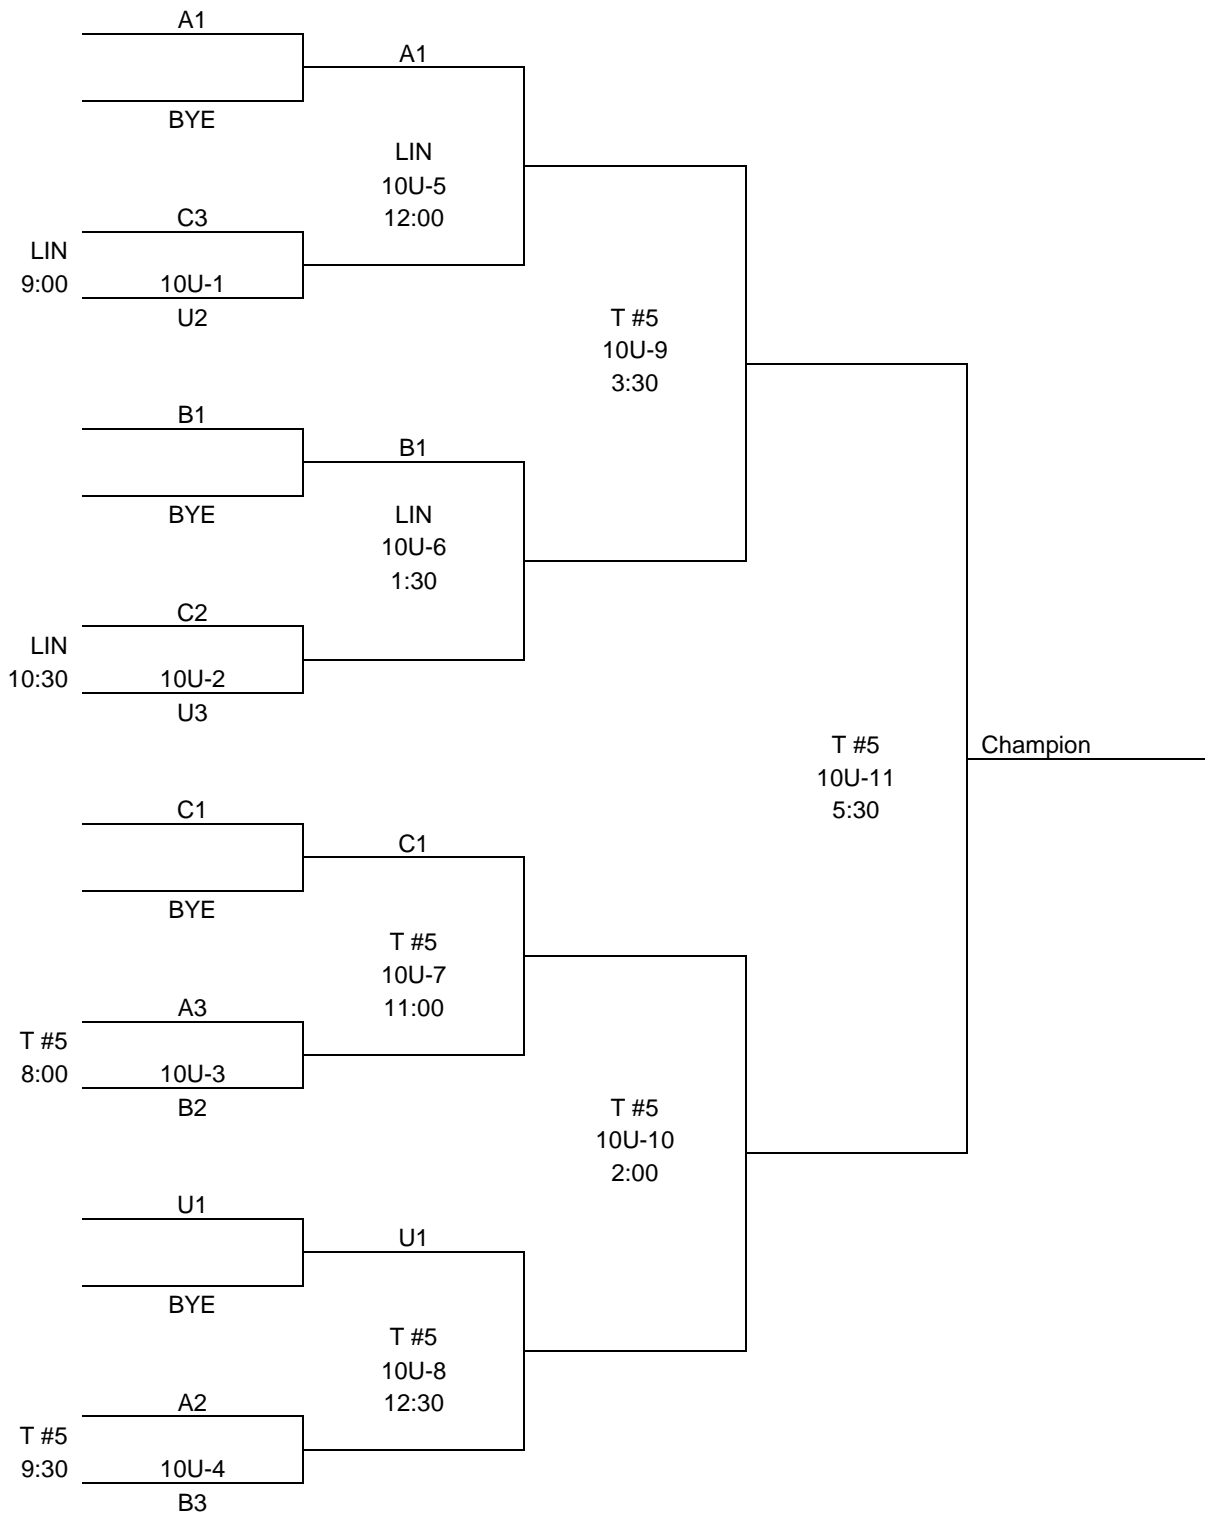 A1
A1
BYE
LIN
10U-5
12:00
C3
LIN
9:00
10U-1
U2
T #5
10U-9
3:30
B1
B1
BYE
LIN
10U-6
1:30
C2
LIN
10:30
10U-2
U3
T #5
10U-11
5:30
Champion
C1
C1
BYE
T #5
10U-7
11:00
A3
T #5
8:00
10U-3
B2
T #5
10U-10
2:00
U1
U1
BYE
T #5
10U-8
12:30
A2
T #5
9:30
10U-4
B3